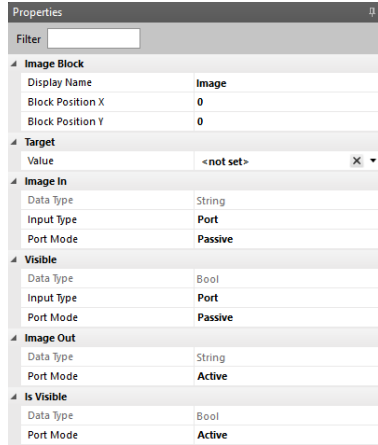 Properties
Filter
Image Block
Display Name Image
Block Position X 0
Block Position Y 0
Target
Value <not set>
Image In
Data Type String
Input Type Port
Port Mode Passive
Visible
Data Type Bool
Input Type Port
Port Mode Passive
Image Out
Data Type String
Port Mode Active
Is Visible
Data Type Bool
Port Mode Active